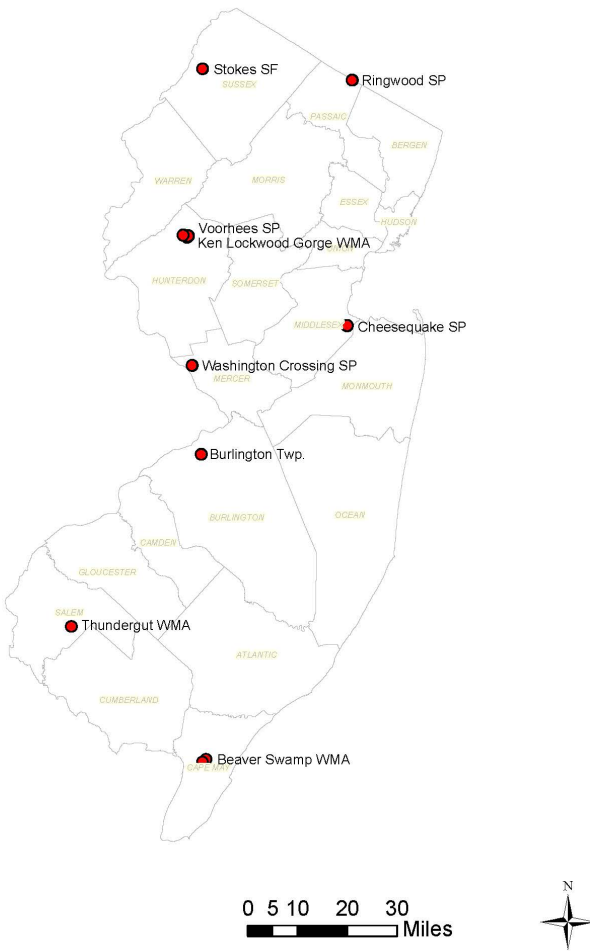 Stokes SF
SUSSEX
Ringwood SP
PASSAIC
BERGEN
WARREN
MORRIS
ESSEX
HUDSON
Voorhees SP
Ken Lockwood Gorge WMA
HUNTERDON
SOMERSET
MIDDLESEX
Cheesequake SP
Washington Crossing SP
MERCER
MONMOUTH
Burlington Twp.
OCEAN
BURLINGTON
CAMDEN
GLOUCESTER
SALEM
Thundergut WMA
ATLANTIC
CUMBERLAND
Beaver Swamp WMA
CAPE MAY
N
0 5 10 20 30
Miles